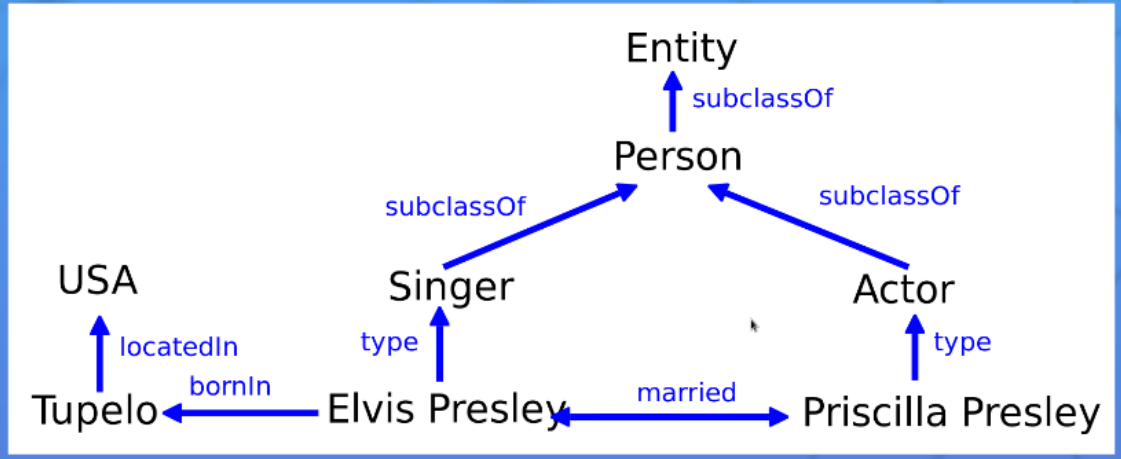 Entity
subclassOf
Person
subclassOf
subclassOf
USA
Singer
Actor
locatedIn
type
type
bornIn
married
Tupelo
Elvis Presley
Priscilla Presley